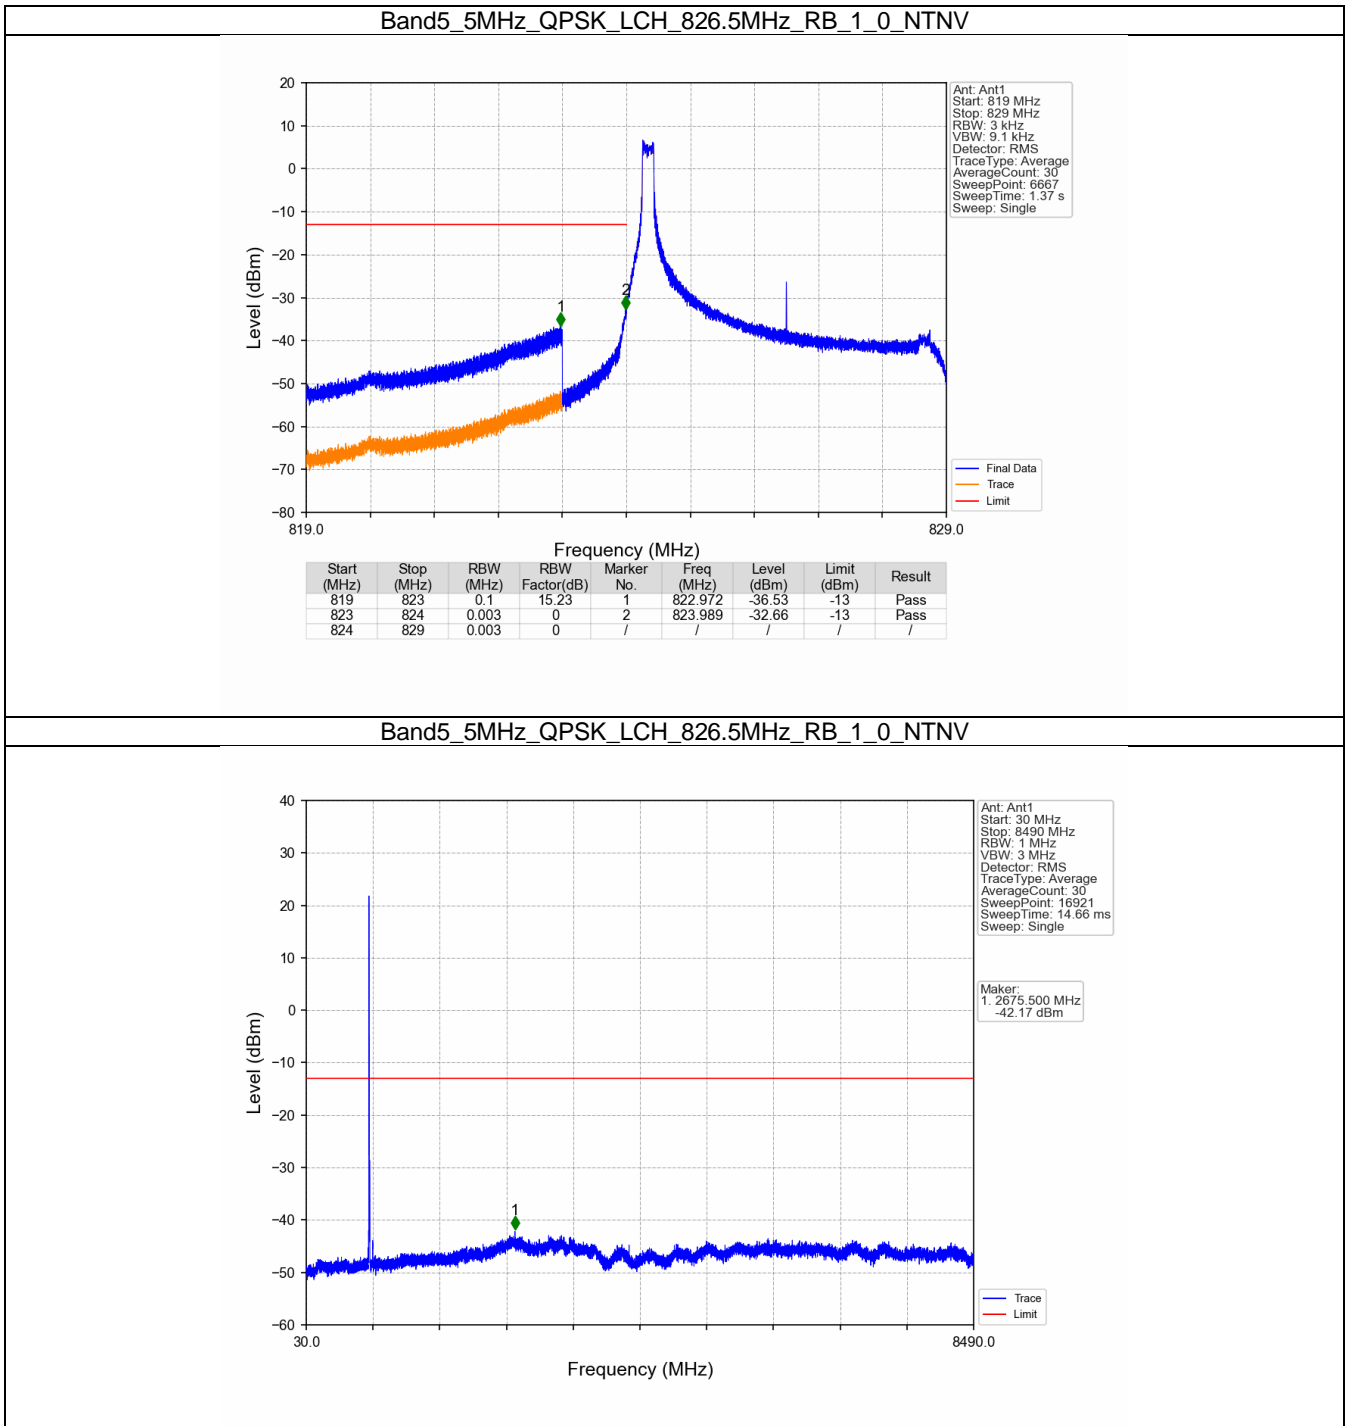 Band5_5MHz_QPSK_LCH_826.5MHz_RB_1_0_NTNV
20
10
0
−10
−20
−30
−40
−50
−60
−70
−80
Level (dBm)
1
2
819.0
829.0
Frequency (MHz)
Ant: Ant1
Start: 819 MHz
Stop: 829 MHz
RBW: 3 kHz
VBW: 9.1 kHz
Detector: RMS
TraceType: Average
AverageCount: 30
SweepPoint: 6667
SweepTime: 1.37 s
Sweep: Single
Final Data
Trace
Limit
Start (MHz) Stop (MHz) RBW (MHz) RBW Factor(dB) Marker No. Freq (MHz) Level (dBm) Limit (dBm) Result
819 823 0.1 15.23 1 822.972 -36.53 -13 Pass
823 824 0.003 0 2 823.989 -32.66 -13 Pass
824 829 0.003 0 / / / / /
Band5_5MHz_QPSK_LCH_826.5MHz_RB_1_0_NTNV
40
30
20
10
0
−10
−20
−30
−40
−50
−60
Level (dBm)
1
30.0
8490.0
Frequency (MHz)
Ant: Ant1
Start: 30 MHz
Stop: 8490 MHz
RBW: 1 MHz
VBW: 3 MHz
Detector: RMS
TraceType: Average
AverageCount: 30
SweepPoint: 16921
SweepTime: 14.66 ms
Sweep: Single
Maker:
1. 2675.500 MHz
-42.17 dBm
Trace
Limit